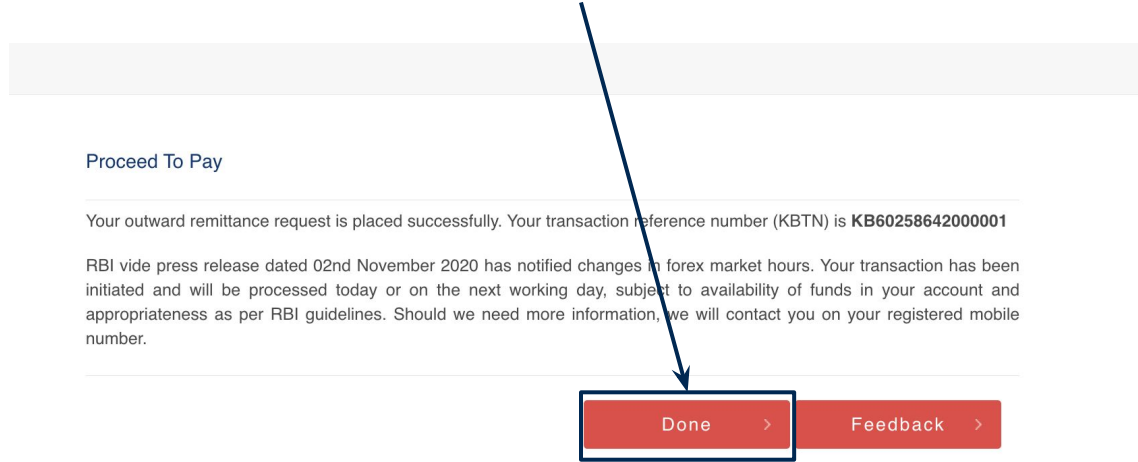 Proceed To Pay
Your outward remittance request is placed successfully. Your transaction reference number (KBTN) is KB60258642000001
RBI vide press release dated 02nd November 2020 has notified changes in forex market hours. Your transaction has been
initiated and will be processed today or on the next working day, subject to availability of funds in your account and
appropriateness as per RBI guidelines. Should we need more information, we will contact you on your registered mobile
number.
Done
Feedback